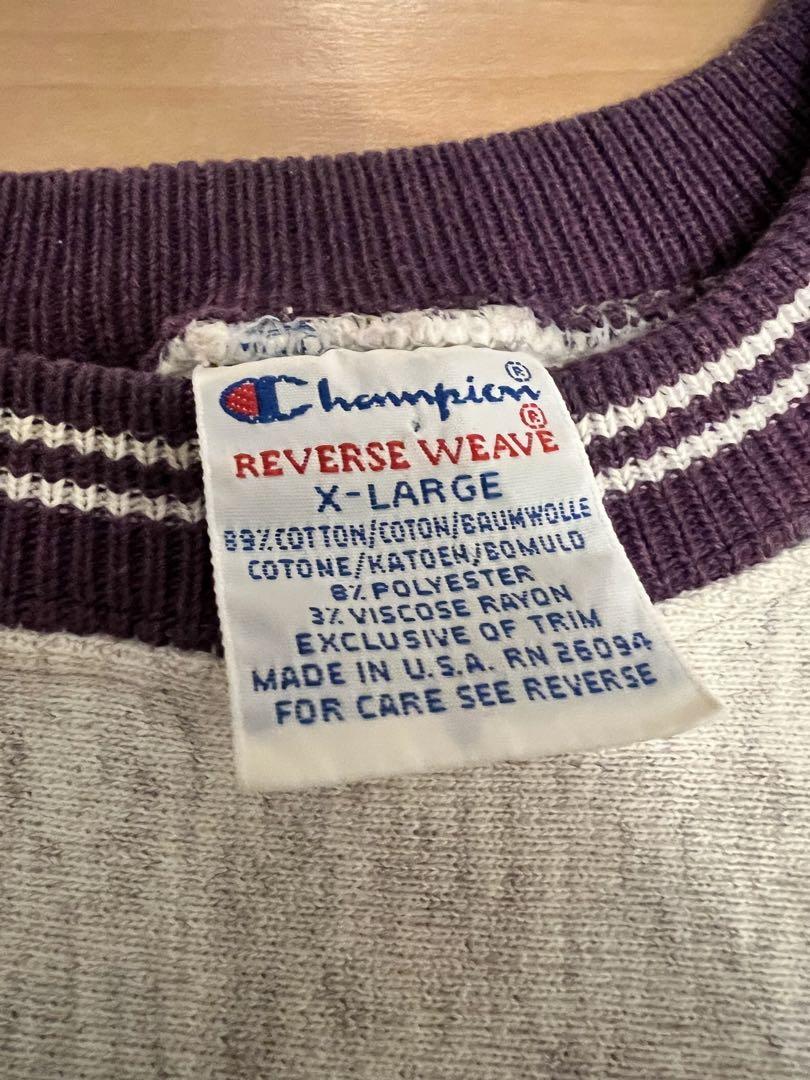 Champion®
REVERSE WEAVE®
X-LARGE
89% COTTON/COTON/BAUMWOLLE
COTONE/KATOEN/BOMULD
8% POLYESTER
3% VISCOSE RAYON
EXCLUSIVE OF TRIM
MADE IN U.S.A. RN 26094
FOR CARE SEE REVERSE